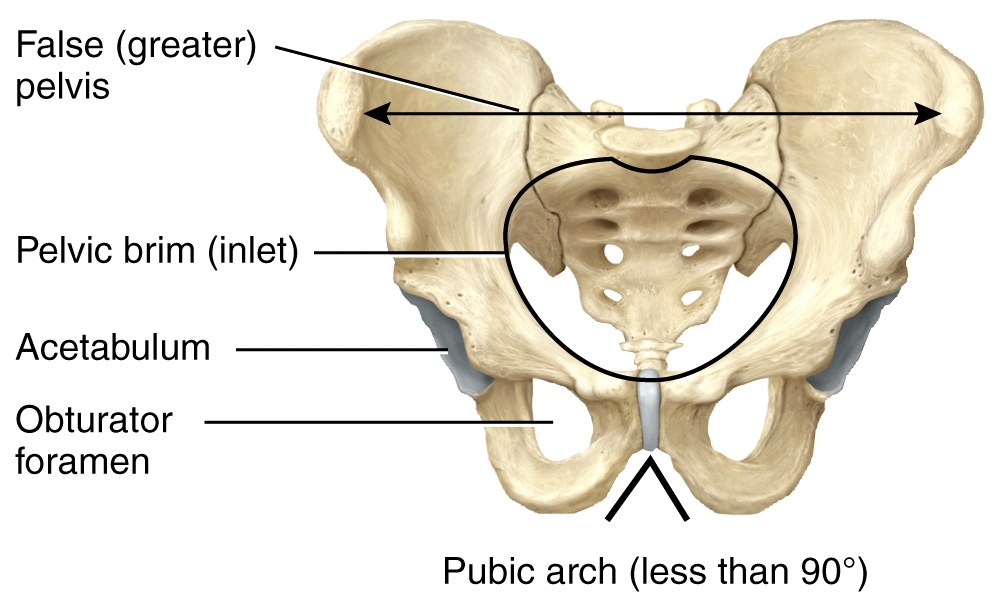 False (greater)
pelvis
Pelvic brim (inlet)
Acetabulum
Obturator
foramen
Pubic arch (less than 90°)